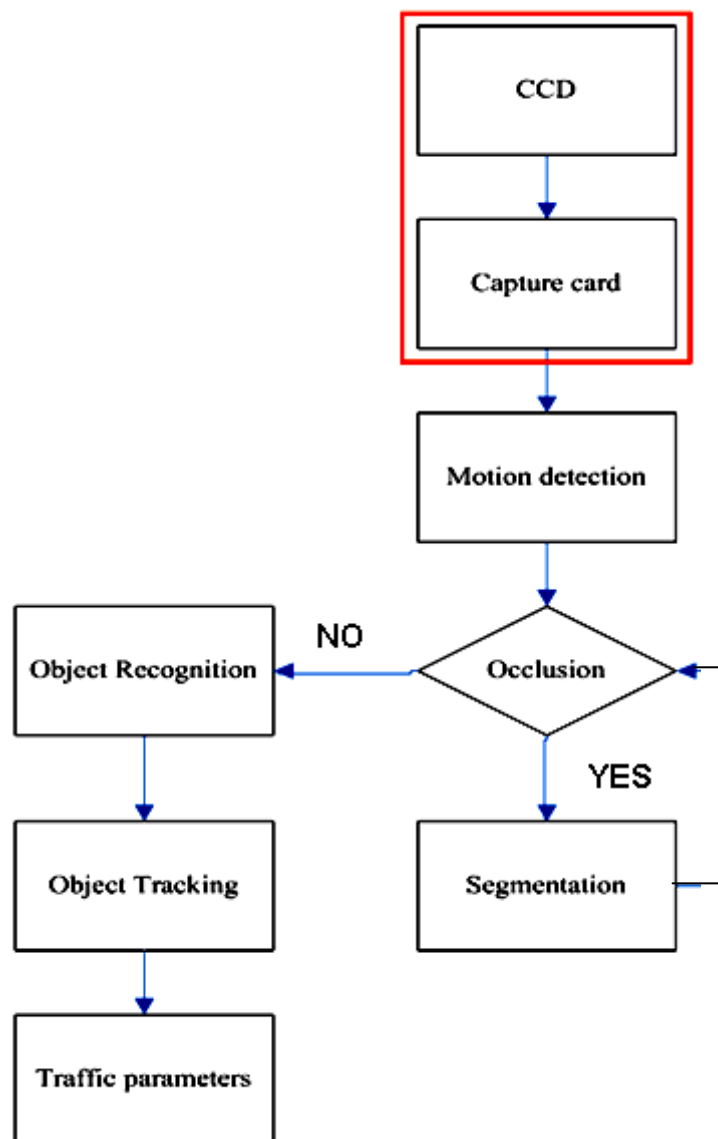 CCD
Capture card
Motion detection
Occlusion
NO
Object Recognition
YES
Segmentation
Object Tracking
Traffic parameters